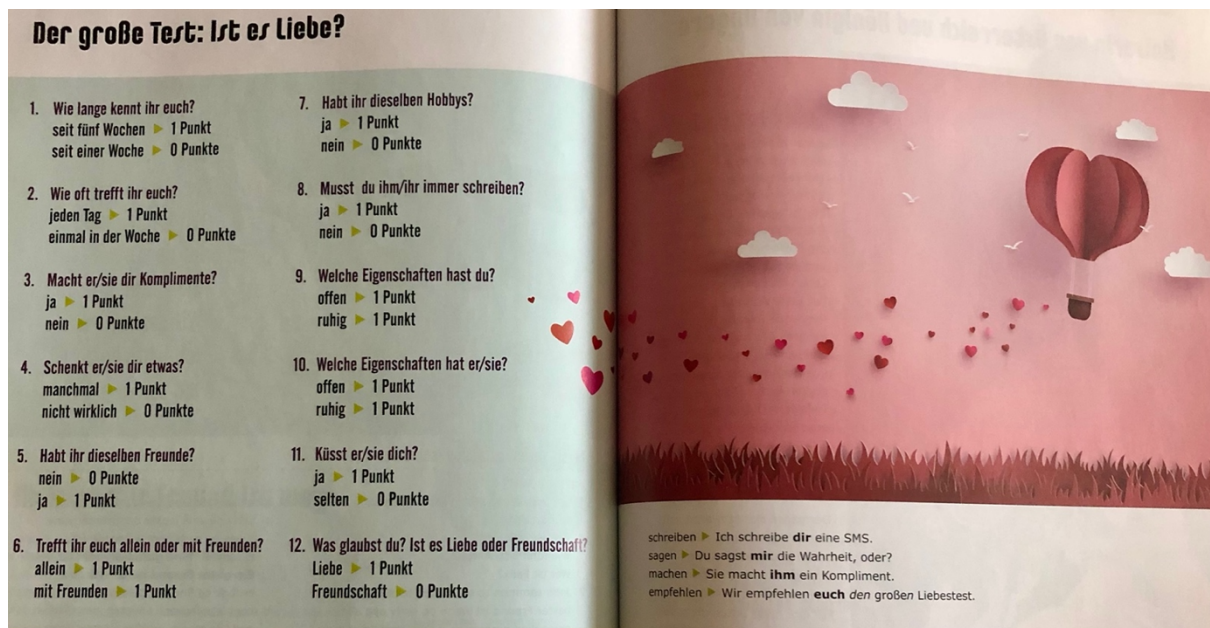 Der große Test: Ist es Liebe?
1. Wie lange kennt ihr euch?
seit fünf Wochen ▶ 1 Punkt
seit einer Woche ▶ 0 Punkte
2. Wie oft trefft ihr euch?
jeden Tag ▶ 1 Punkt
einmal in der Woche ▶ 0 Punkte
3. Macht er/sie dir Komplimente?
ja ▶ 1 Punkt
nein ▶ 0 Punkte
4. Schenkt er/sie dir etwas?
manchmal ▶ 1 Punkt
nicht wirklich ▶ 0 Punkte
5. Habt ihr dieselben Freunde?
nein ▶ 0 Punkte
ja ▶ 1 Punkt
6. Trefft ihr euch allein oder mit Freunden?
allein ▶ 1 Punkt
mit Freunden ▶ 1 Punkt
7. Habt ihr dieselben Hobbys?
ja ▶ 1 Punkt
nein ▶ 0 Punkte
8. Musst du ihm/ihr immer schreiben?
ja ▶ 1 Punkt
nein ▶ 0 Punkte
9. Welche Eigenschaften hast du?
offen ▶ 1 Punkt
ruhig ▶ 1 Punkt
10. Welche Eigenschaften hat er/sie?
offen ▶ 1 Punkt
ruhig ▶ 1 Punkt
11. Küsst er/sie dich?
ja ▶ 1 Punkt
selten ▶ 0 Punkte
12. Was glaubst du? Ist es Liebe oder Freundschaft?
Liebe ▶ 1 Punkt
Freundschaft ▶ 0 Punkte
schreiben ▶ Ich schreibe dir eine SMS.
sagen ▶ Du sagst mir die Wahrheit, oder?
machen ▶ Sie macht ihm ein Kompliment.
empfehlen ▶ Wir empfehlen euch den großen Liebestest.